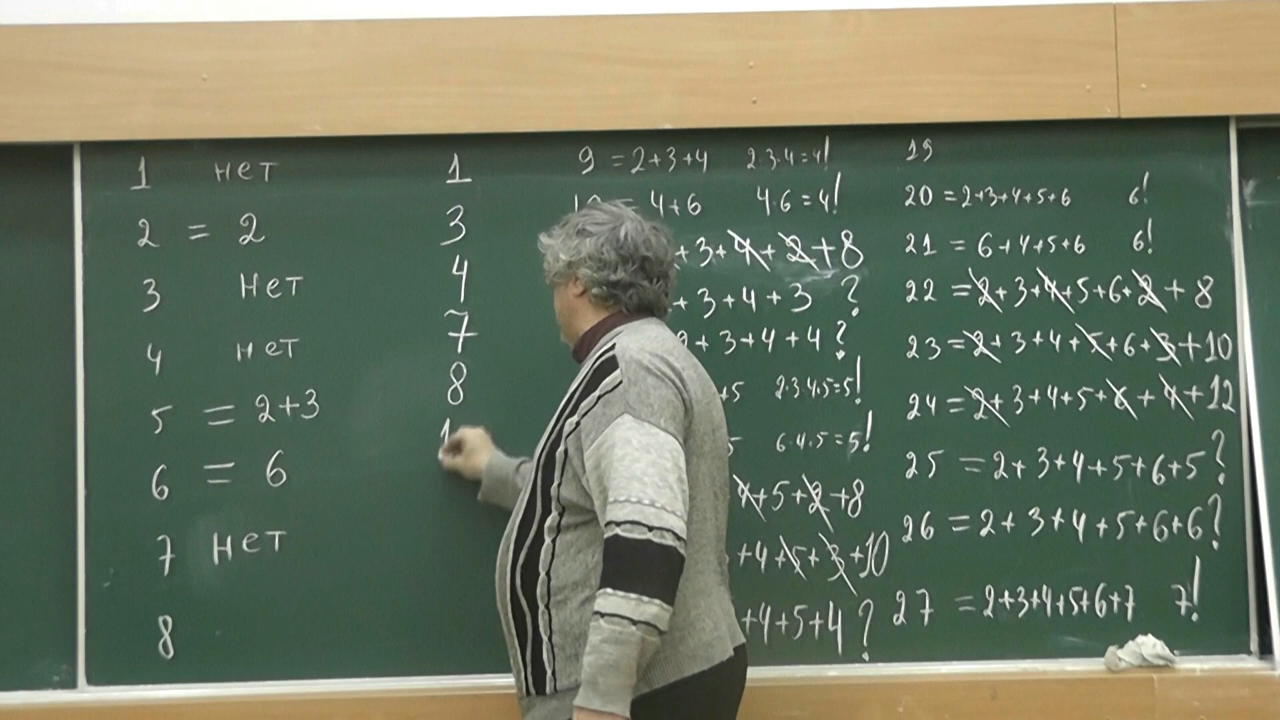 1 нет
2 = 2
3 нет
4 нет
5 = 2+3
6 = 6
7 нет
8
1
3
4
7
8
1
9 = 2+3+4 2·3·4=4!
= 4+6 4·6=4!
+3+4+2+8
+3+4+3 ?
+3+4+4 ?
+5 2·3·4·5=5!
5 6·4·5=5!
4+5+2+8
+4+5+3+10
+4+5+4 ?
19
20 = 2+3+4+5+6 6!
21 = 6+4+5+6 6!
22 = 2+3+4+5+6+2+8
23 = 2+3+4+5+6+3+10
24 = 2+3+4+5+6+4+12
25 = 2+3+4+5+6+5 ?
26 = 2+3+4+5+6+6 ?
27 = 2+3+4+5+6+7 7!